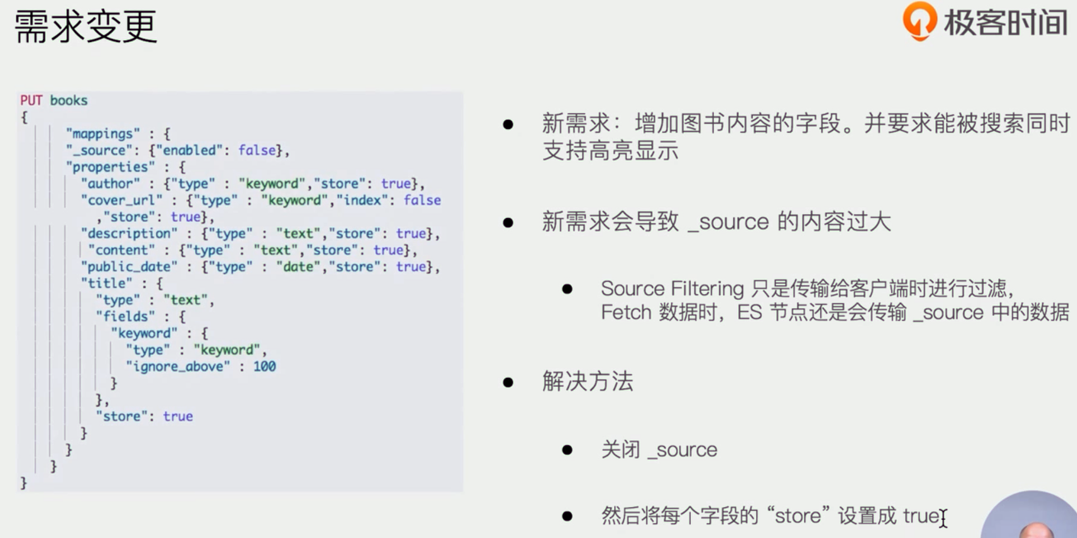 需求变更
极客时间
PUT books
{
"mappings" : {
"_source": {"enabled": false},
"properties" : {
"author" : {"type" : "keyword","store": true},
"cover_url" : {"type" : "keyword","index": false
,"store": true},
"description" : {"type" : "text","store": true},
"content" : {"type" : "text","store": true},
"public_date" : {"type" : "date","store": true},
"title" : {
"type" : "text",
"fields" : {
"keyword" : {
"type" : "keyword",
"ignore_above" : 100
}
},
"store": true
}
}
}
}
● 新需求：增加图书内容的字段。并要求能被搜索同时
支持高亮显示
● 新需求会导致 _source 的内容过大
● Source Filtering 只是传输给客户端时进行过滤，
Fetch 数据时，ES 节点还是会传输 _source 中的数据
● 解决方法
● 关闭 _source
● 然后将每个字段的 “store” 设置成 true